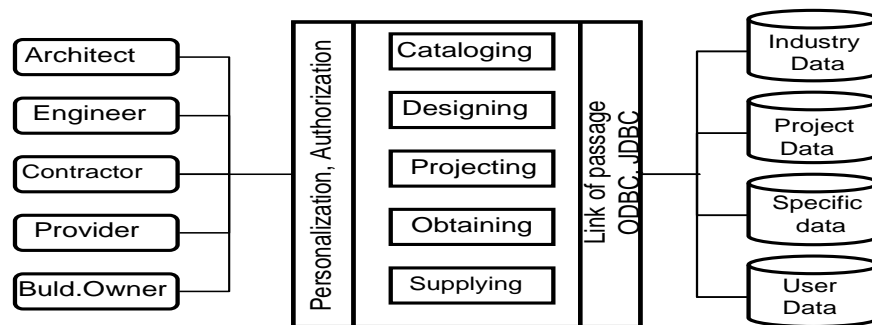 Architect
Engineer
Contractor
Provider
Buld.Owner
Personalization, Authorization
Cataloging
Designing
Projecting
Obtaining
Supplying
Link of passage
ODBC, JDBC
Industry
Data
Project
Data
Specific
data
User
Data